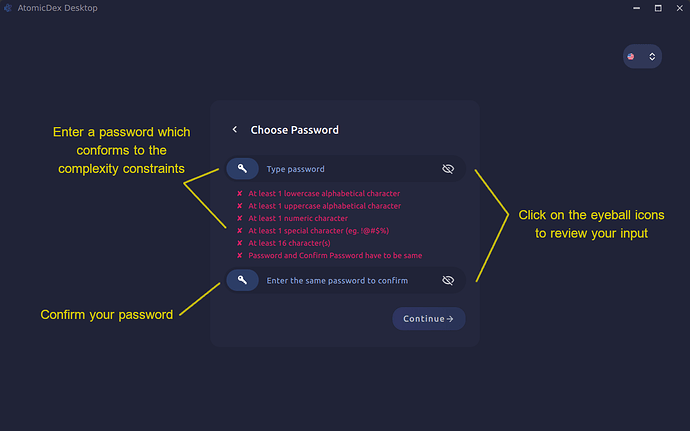 AtomicDex Desktop
Choose Password
Enter a password which
conforms to the
complexity constraints
Type password
✘ At least 1 lowercase alphabetical character
✘ At least 1 uppercase alphabetical character
✘ At least 1 numeric character
✘ At least 1 special character (eg. !@#$%)
✘ At least 16 character(s)
✘ Password and Confirm Password have to be same
Click on the eyeball icons
to review your input
Enter the same password to confirm
Confirm your password
Continue→